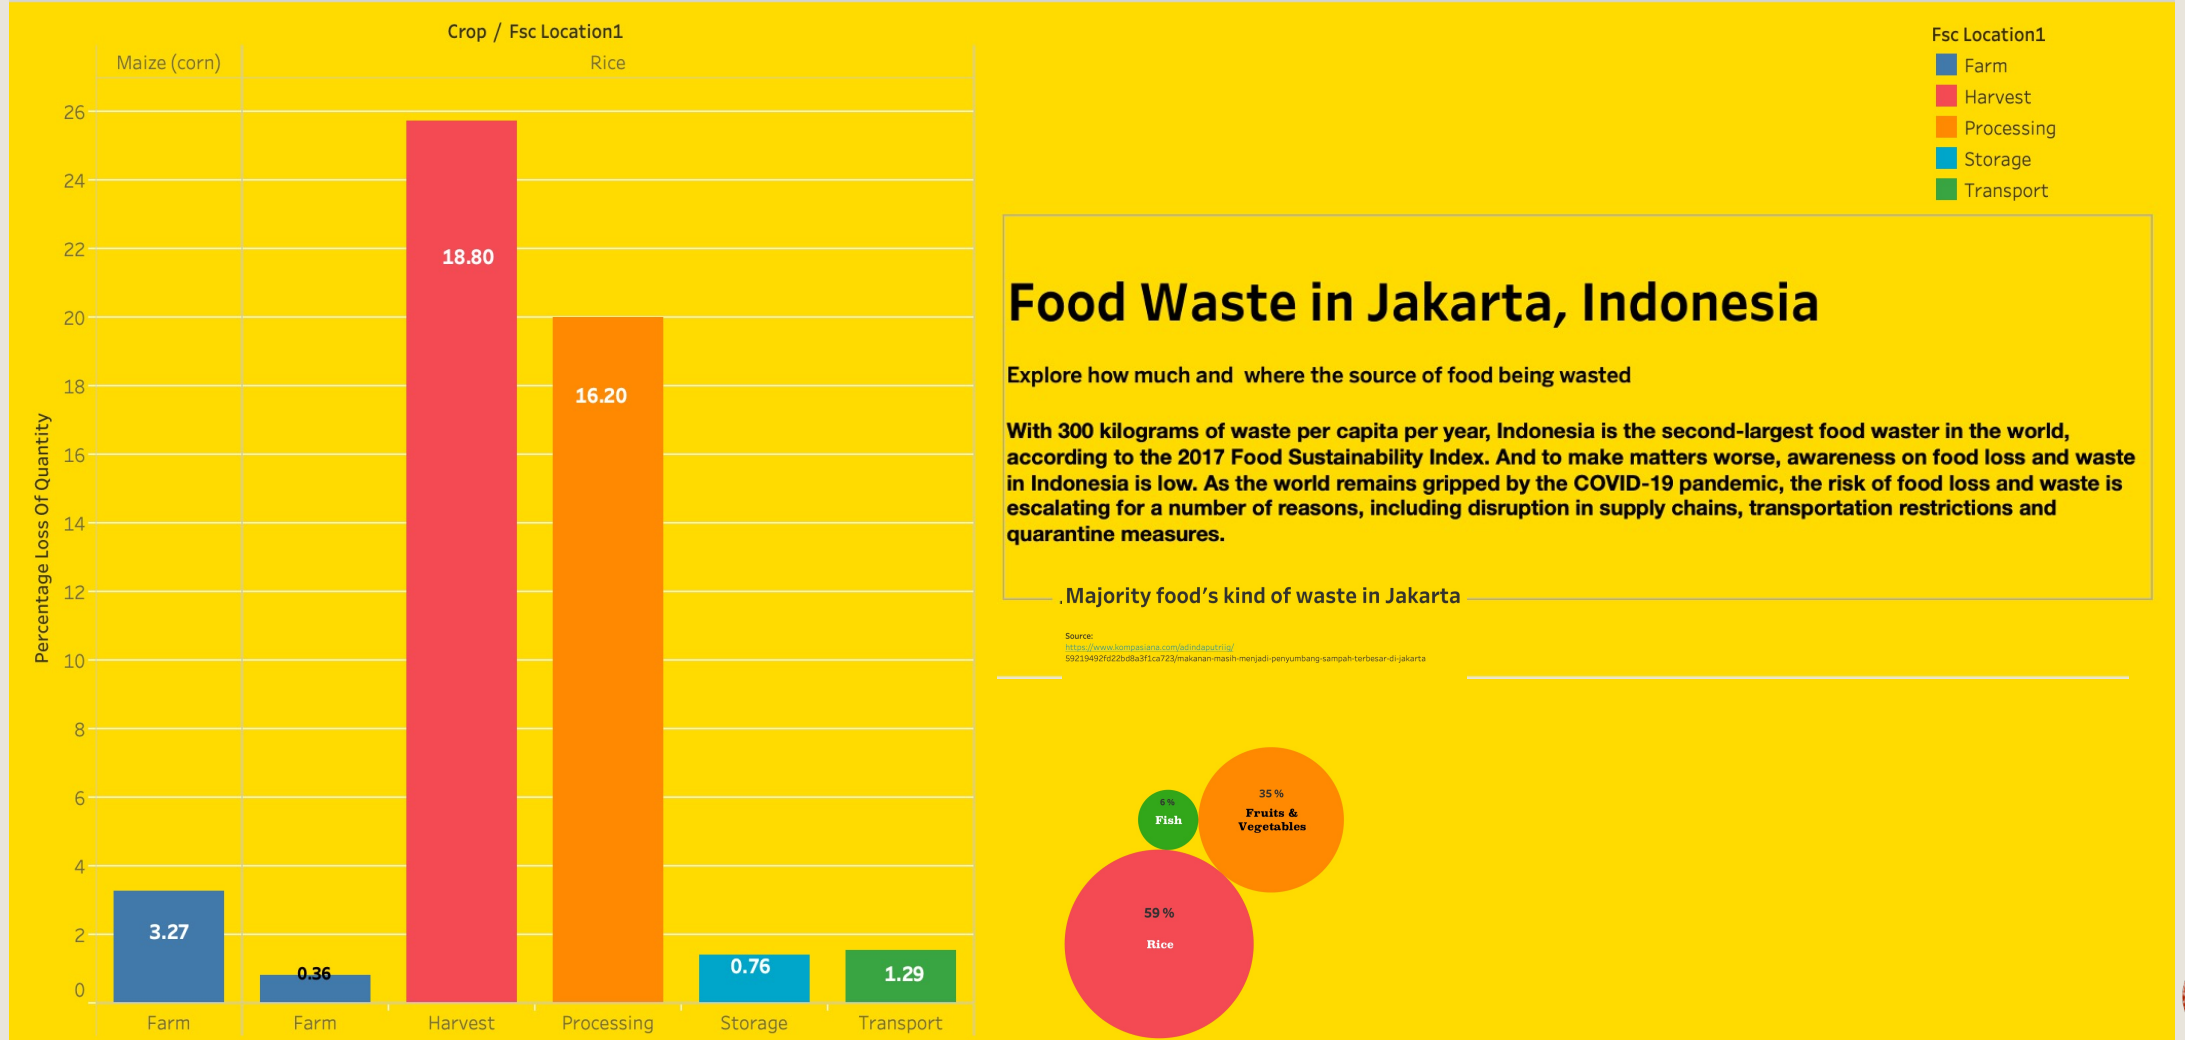 Crop / Fsc Location1
Maize (corn)
Rice
26
24
22
20
18
16
14
12
10
8
6
4
2
0
Percentage Loss Of Quantity
3.27
0.36
18.80
16.20
0.76
1.29
Farm
Farm
Harvest
Processing
Storage
Transport
Fsc Location1
Farm
Harvest
Processing
Storage
Transport
Food Waste in Jakarta, Indonesia
Explore how much and  where the source of food being wasted
With 300 kilograms of waste per capita per year, Indonesia is the second-largest food waster in the world,
according to the 2017 Food Sustainability Index. And to make matters worse, awareness on food loss and waste
in Indonesia is low. As the world remains gripped by the COVID-19 pandemic, the risk of food loss and waste is
escalating for a number of reasons, including disruption in supply chains, transportation restrictions and
quarantine measures.
.Majority food's kind of waste in Jakarta
Source:
https://www.kompasiana.com/adindaputriig/
59219492fd22bd8a3f1ca723/makanan-masih-menjadi-penyumbang-sampah-terbesar-di-jakarta
6 %
Fish
35 %
Fruits &
Vegetables
59 %
Rice